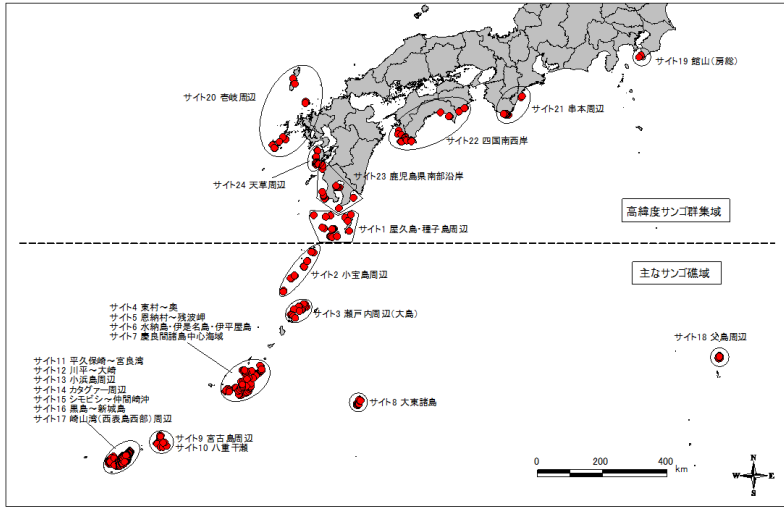 サイト19 館山(房総)
サイト20 壱岐周辺
サイト21 串本周辺
サイト22 四国南西岸
サイト23 鹿児島県南部沿岸
サイト24 天草周辺
高緯度サンゴ群集域
サイト1 屋久島・種子島周辺
主なサンゴ礁域
サイト2 小宝島周辺
サイト3 瀬戸内周辺(大島)
サイト4 東村～奥
サイト5 恩納村～残波岬
サイト6 水納島・伊是名島・伊平屋島
サイト7 慶良間諸島中心海域
サイト18 父島周辺
サイト11 平久保崎～宮良湾
サイト12 川平～大崎
サイト13 小浜島周辺
サイト14 カタグァー周辺
サイト15 シモビシ～仲間崎沖
サイト16 黒島～新城島
サイト17 崎山湾(西表島西部)周辺
サイト8 大東諸島
サイト9 宮古島周辺
サイト10 八重干瀬
0 200 400
km
N
W E
S